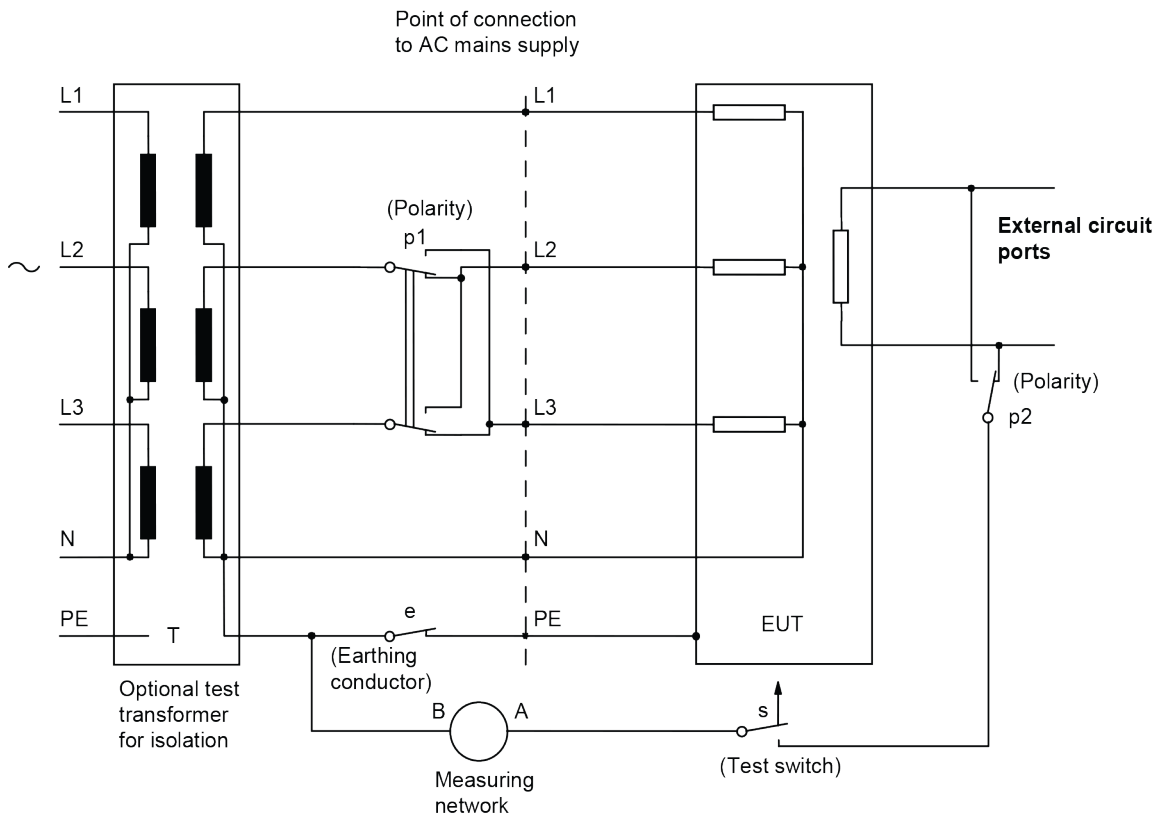 Point of connection
to AC mains supply
L1
L1
(Polarity)
p1
L2
L2
External circuit
ports
~
(Polarity)
p2
L3
L3
N
N
PE
T
e
PE
EUT
(Earthing
conductor)
Optional test
transformer
for isolation
B
A
s
(Test switch)
Measuring
network